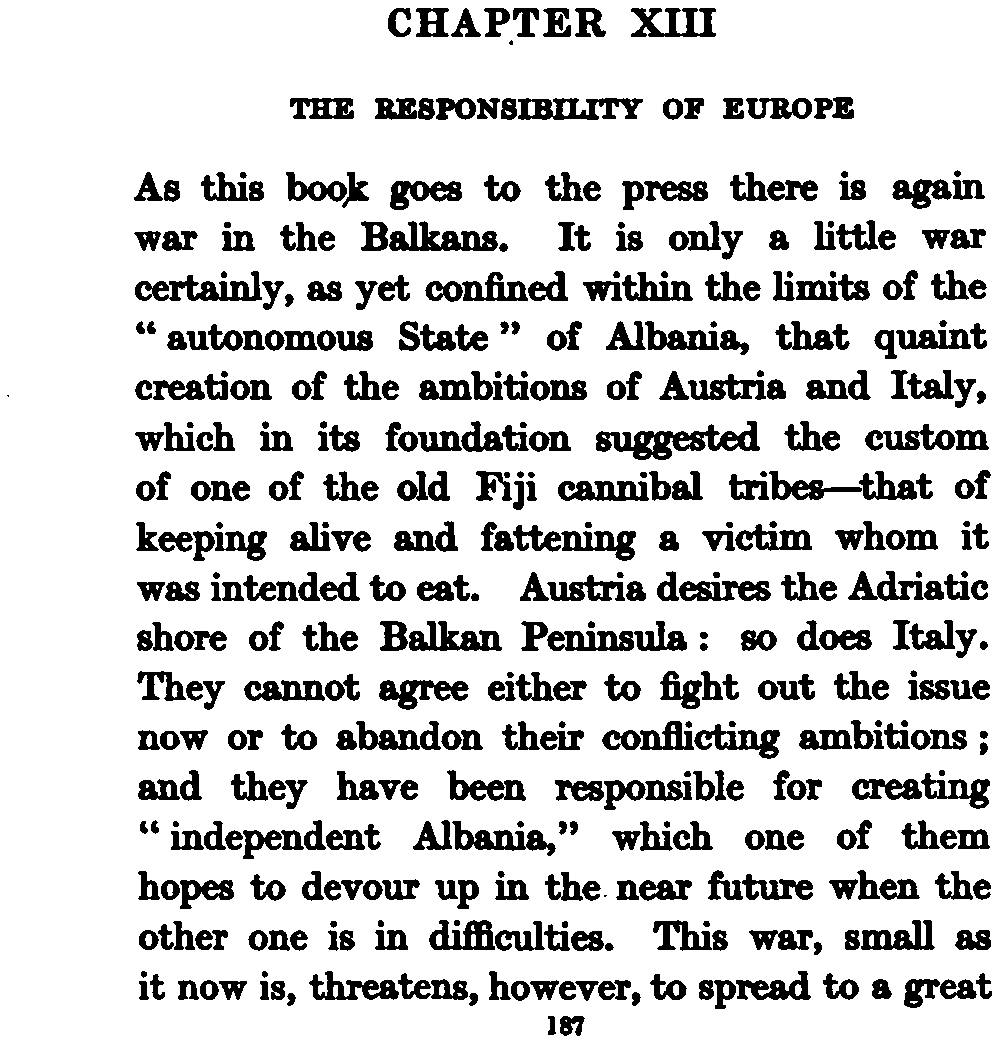 CHAPTER XIII
THE RESPONSIBILITY OF EUROPE
As this book goes to the press there is again
war in the Balkans. It is only a little war
certainly, as yet confined within the limits of the
“ autonomous State ” of Albania, that quaint
creation of the ambitions of Austria and Italy,
which in its foundation suggested the custom
of one of the old Fiji cannibal tribes—that of
keeping alive and fattening a victim whom it
was intended to eat. Austria desires the Adriatic
shore of the Balkan Peninsula : so does Italy.
They cannot agree either to fight out the issue
now or to abandon their conflicting ambitions ;
and they have been responsible for creating
“ independent Albania,” which one of them
hopes to devour up in the near future when the
other one is in difficulties. This war, small as
it now is, threatens, however, to spread to a great
187